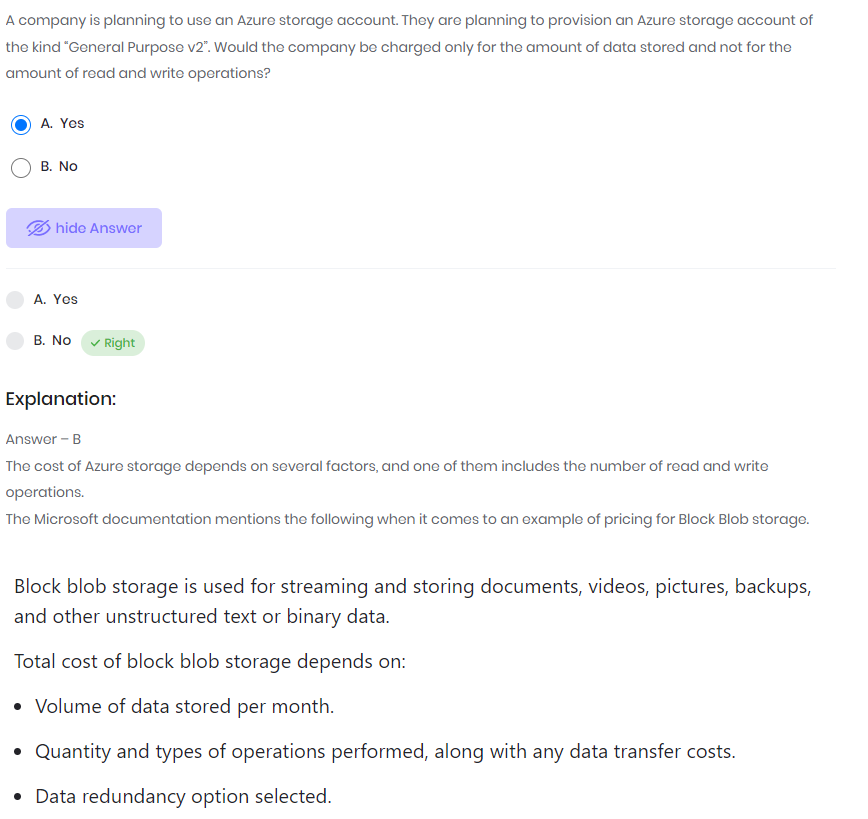 A company is planning to use an Azure storage account. They are planning to provision an Azure storage account of
the kind "General Purpose v2". Would the company be charged only for the amount of data stored and not for the
amount of read and write operations?
A. Yes
B. No
hide Answer
A. Yes
B. No Right
Explanation:
Answer – B
The cost of Azure storage depends on several factors, and one of them includes the number of read and write
operations.
The Microsoft documentation mentions the following when it comes to an example of pricing for Block Blob storage.
Block blob storage is used for streaming and storing documents, videos, pictures, backups,
and other unstructured text or binary data.
Total cost of block blob storage depends on:
• Volume of data stored per month.
• Quantity and types of operations performed, along with any data transfer costs.
• Data redundancy option selected.